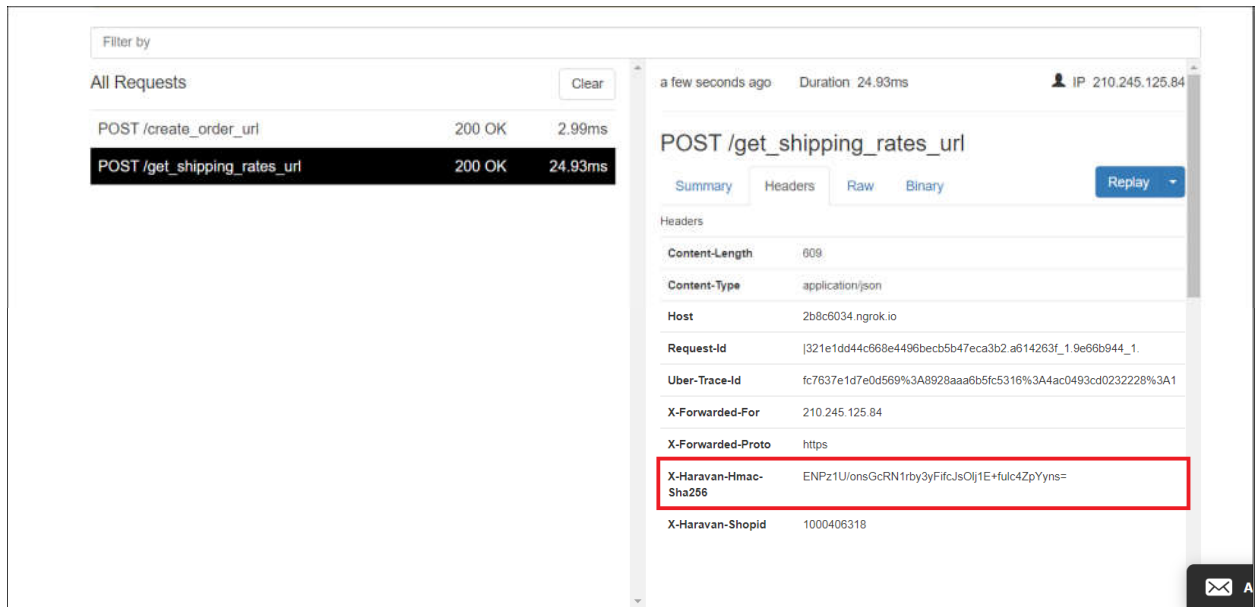 Filter by
All Requests
Clear
POST /create_order_url 200 OK 2.99ms
POST /get_shipping_rates_url 200 OK 24.93ms
a few seconds ago Duration 24.93ms IP 210.245.125.84
POST /get_shipping_rates_url
Summary Headers Raw Binary Replay
Headers
Content-Length 609
Content-Type application/json
Host 2b8c6034.ngrok.io
Request-Id |321e1dd44c668e4496becb5b47eca3b2.a614263f_1.9e66b944_1.
Uber-Trace-Id fc7637e1d7e0d569%3A8928aaa6b5fc5316%3A4ac0493cd0232228%3A1
X-Forwarded-For 210.245.125.84
X-Forwarded-Proto https
X-Haravan-Hmac- ENPz1U/onsGcRN1rby3yFifcJsOlj1E+fulc4ZpYyns=
Sha256
X-Haravan-Shopid 1000406318
A